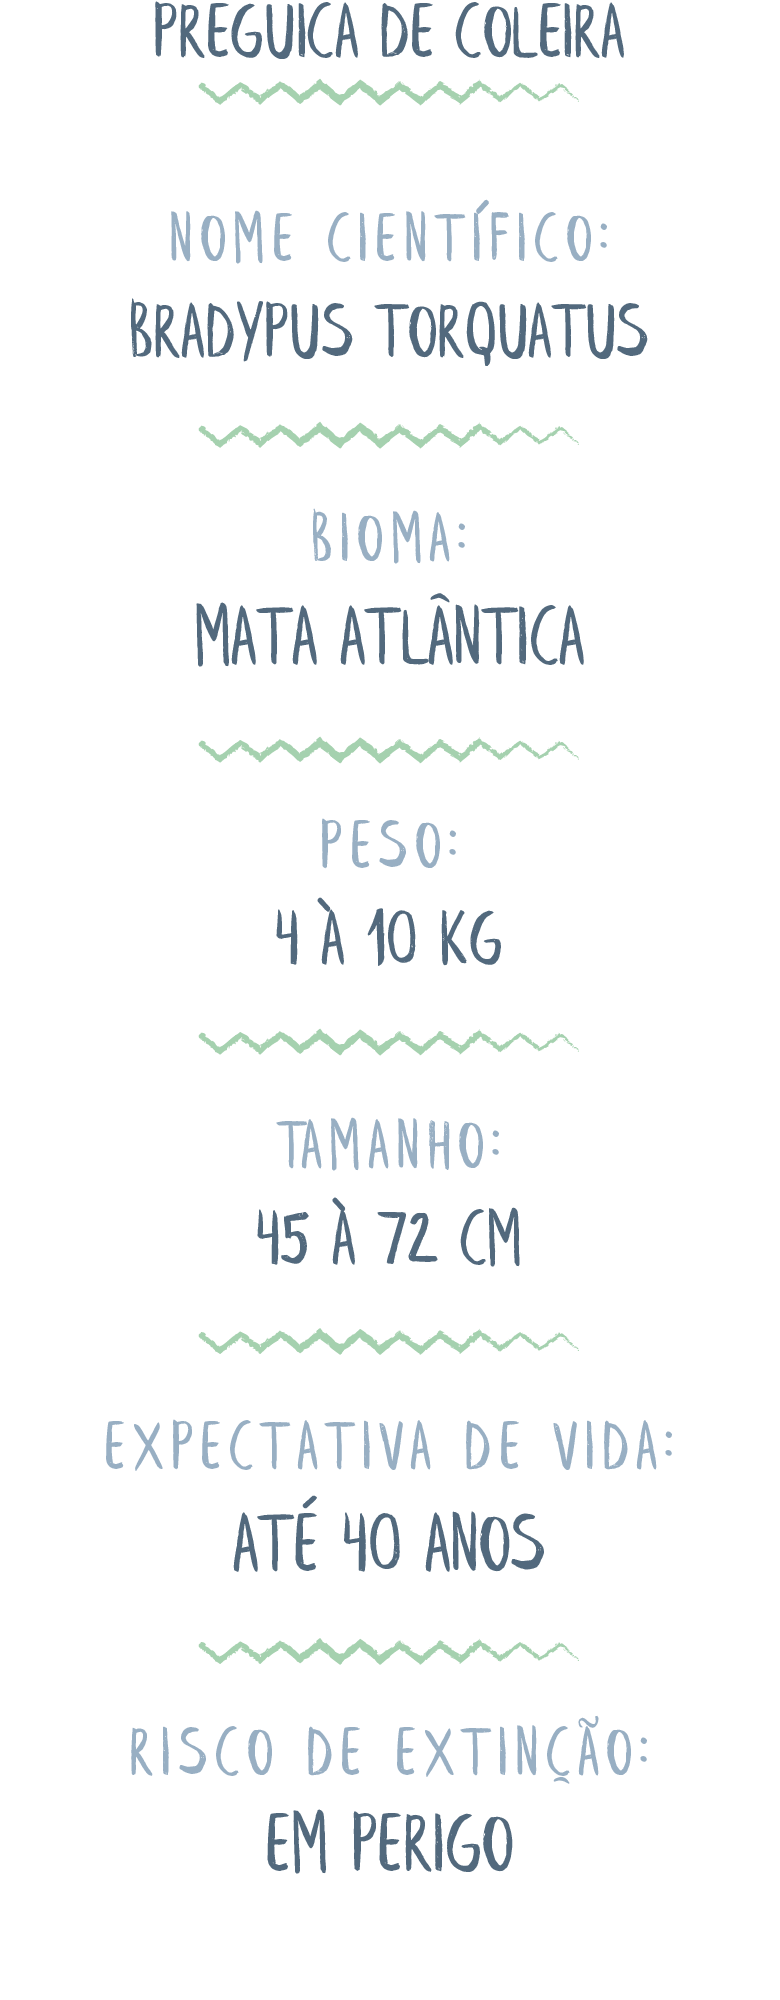 PREGUICA DE COLEIRA
NOME CIENTÍFICO:
BRADYPUS TORQUATUS
BIOMA:
MATA ATLÂNTICA
PESO:
4 À 10 KG
TAMANHO:
45 À 72 CM
EXPECTATIVA DE VIDA:
ATÉ 40 ANOS
RISCO DE EXTINÇÃO:
EM PERIGO